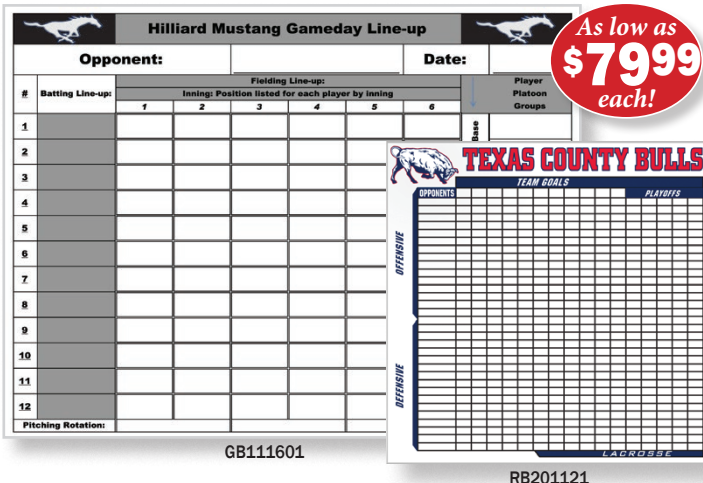 Hilliard Mustang Gameday Line-up
As low as
$79.99
each!
Opponent:
Date:
#
Batting Line-up:
Fielding Line-up:
Inning: Position listed for each player by inning
1 2 3 4 5 6
Base
Player
Platoon
Groups
1
2
3
4
5
6
7
8
9
10
11
12
Pitching Rotation:
GB111601
TEXAS COUNTY BULLS
TEAM GOALS
OPPONENTS
PLAYOFFS
OFFENSIVE
DEFENSIVE
LACROSSE
RB201121